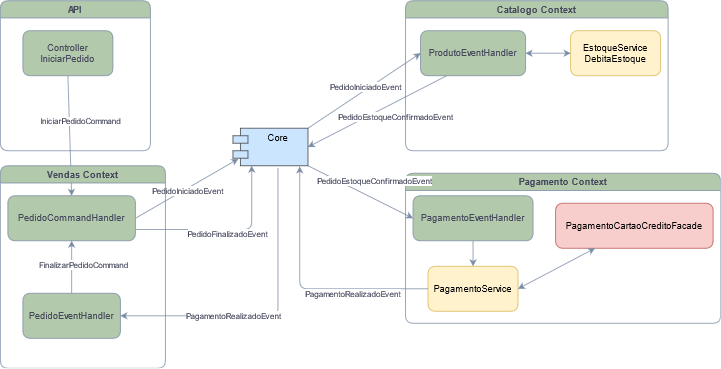 API
Controller
IniciarPedido
IniciarPedidoCommand
Catalogo Context
ProdutoEventHandler
EstoqueService
DebitaEstoque
PedidoIniciadoEvent
PedidoEstoqueConfirmadoEvent
Core
Vendas Context
PedidoCommandHandler
PedidoIniciadoEvent
PedidoFinalizadoEvent
FinalizarPedidoCommand
PedidoEventHandler
PagamentoRealizadoEvent
PedidoEstoqueConfirmadoEvent
Pagamento Context
PagamentoEventHandler
PagamentoCartaoCreditoFacade
PagamentoService
PagamentoRealizadoEvent